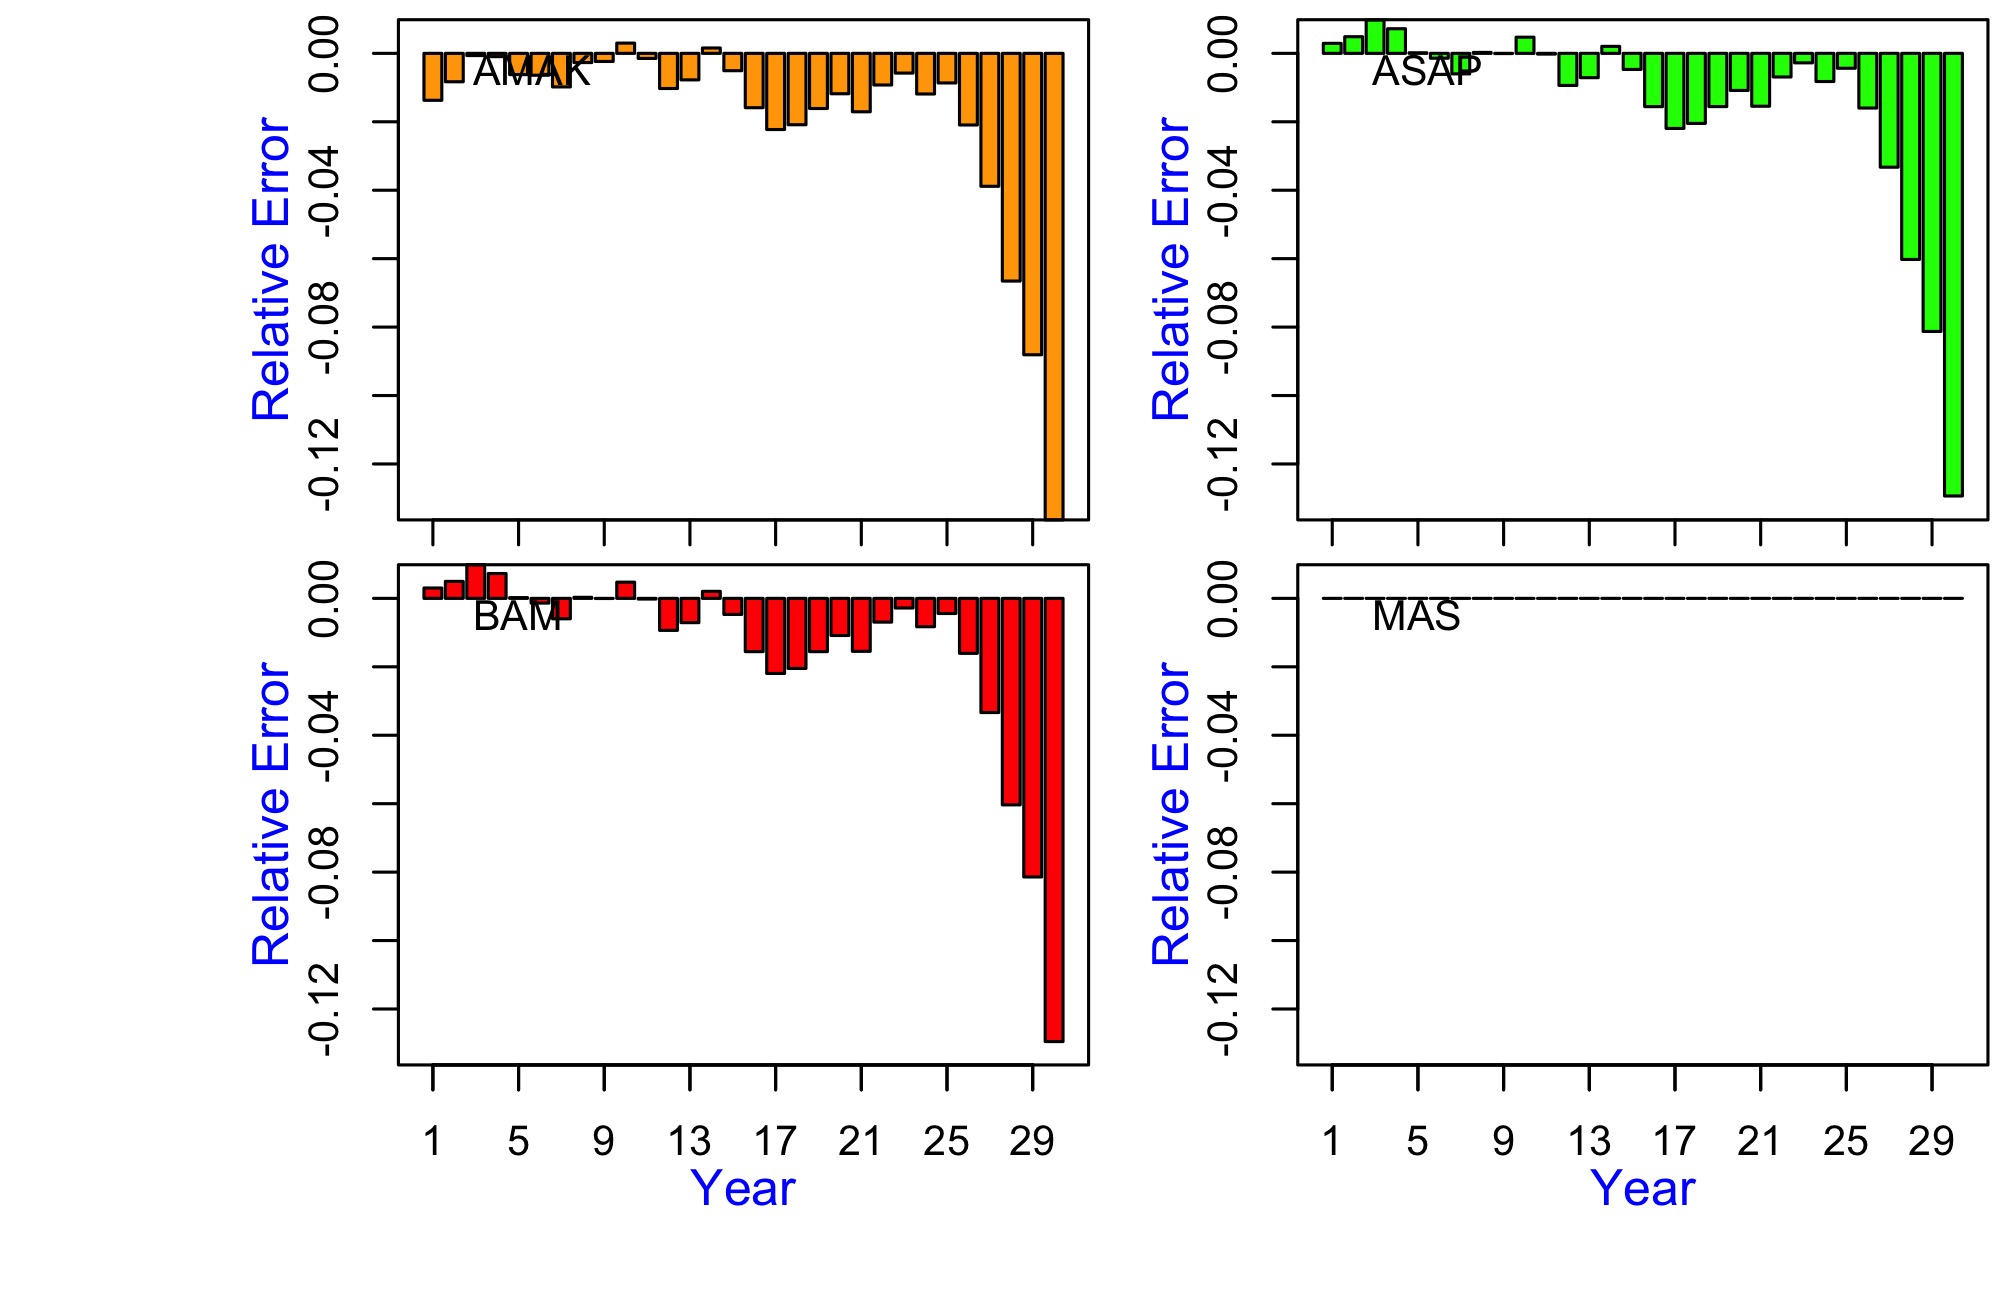 0.00
-0.04
-0.08
-0.12
Relative Error
AMAK
0.00
-0.04
-0.08
-0.12
Relative Error
ASAP
0.00
-0.04
-0.08
-0.12
Relative Error
BAM
1 5 9 13 17 21 25 29
Year
0.00
-0.04
-0.08
-0.12
Relative Error
MAS
1 5 9 13 17 21 25 29
Year